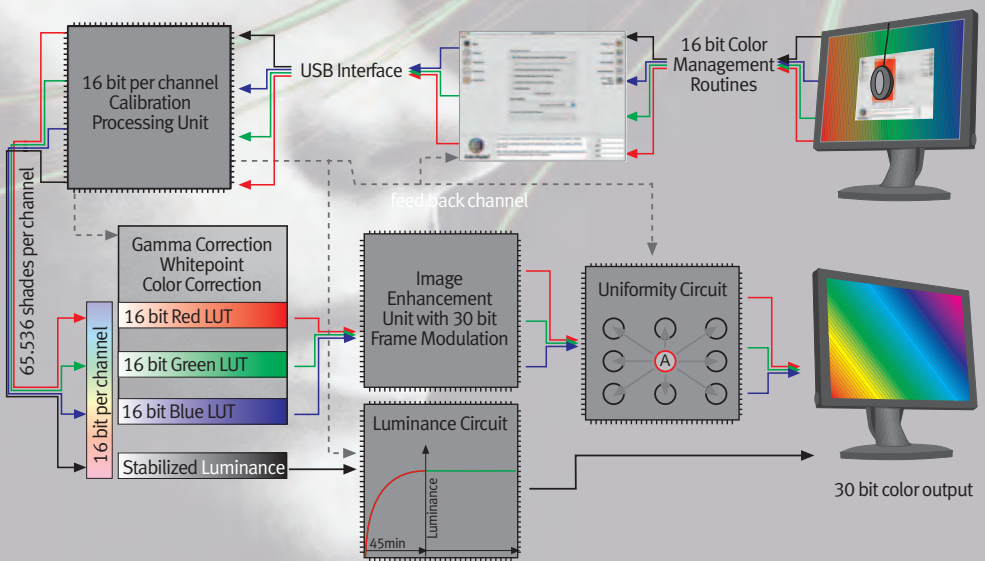 16 bit per channel
Calibration
Processing Unit
USB Interface
16 bit Color
Management
Routines
feed back channel
65.536 shades per channel
Gamma Correction
Whitepoint
Color Correction
16 bit per channel
16 bit Red LUT
16 bit Green LUT
16 bit Blue LUT
Stabilized Luminance
Image
Enhancement
Unit with 30 bit
Frame Modulation
Uniformity Circuit
A
Luminance Circuit
Luminance
45min
30 bit color output